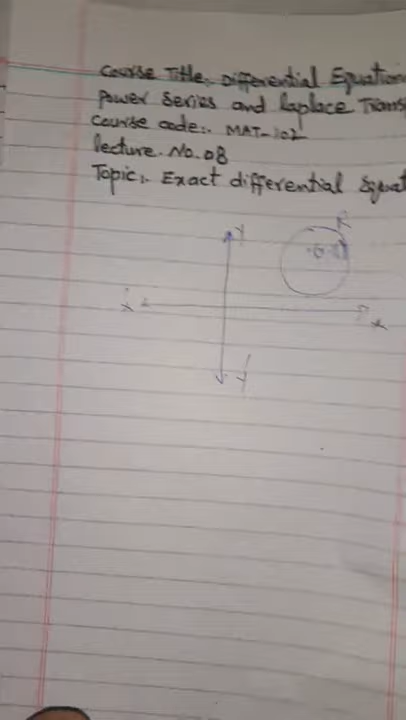 Course Title:. Differential Equation
Power Series and Laplace Trans
course code:. MAT-102
lecture. No. 08
Topic:. Exact differential Equat
Y
X'
X
Y'